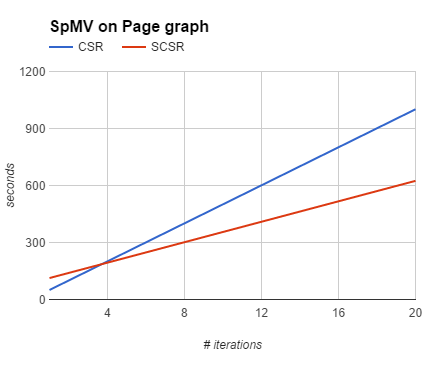 SpMV on Page graph
CSR SCSR
1200
900
600
300
0
seconds
4 8 12 16 20
# iterations